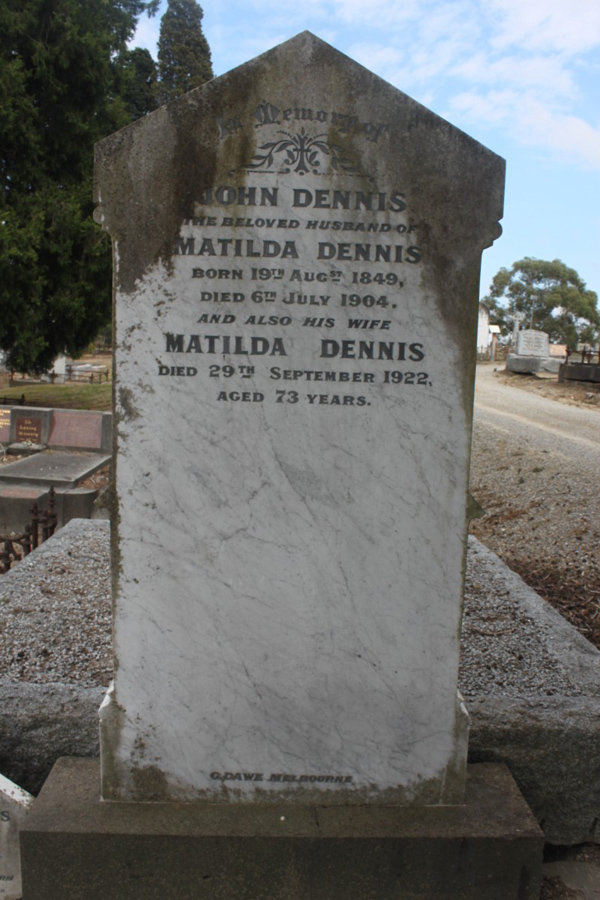 In Memory of
JOHN DENNIS
THE BELOVED HUSBAND OF
MATILDA DENNIS
BORN 19TH AUGST 1849,
DIED 6TH JULY 1904.
AND ALSO HIS WIFE
MATILDA DENNIS
DIED 29TH SEPTEMBER 1922,
AGED 73 YEARS.
G.DAWE MELBOURNE